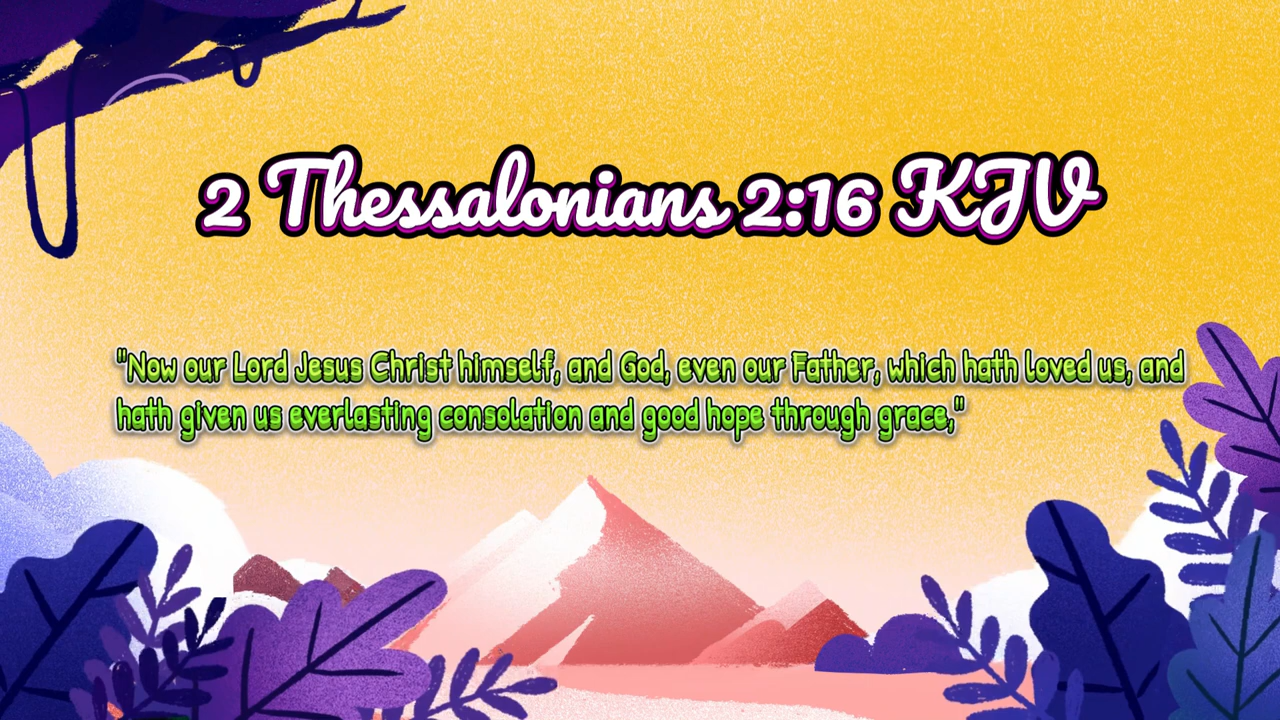 2 Thessalonians 2:16 KJV
"Now our Lord Jesus Christ himself, and God, even our Father, which hath loved us, and
hath given us everlasting consolation and good hope through grace,"